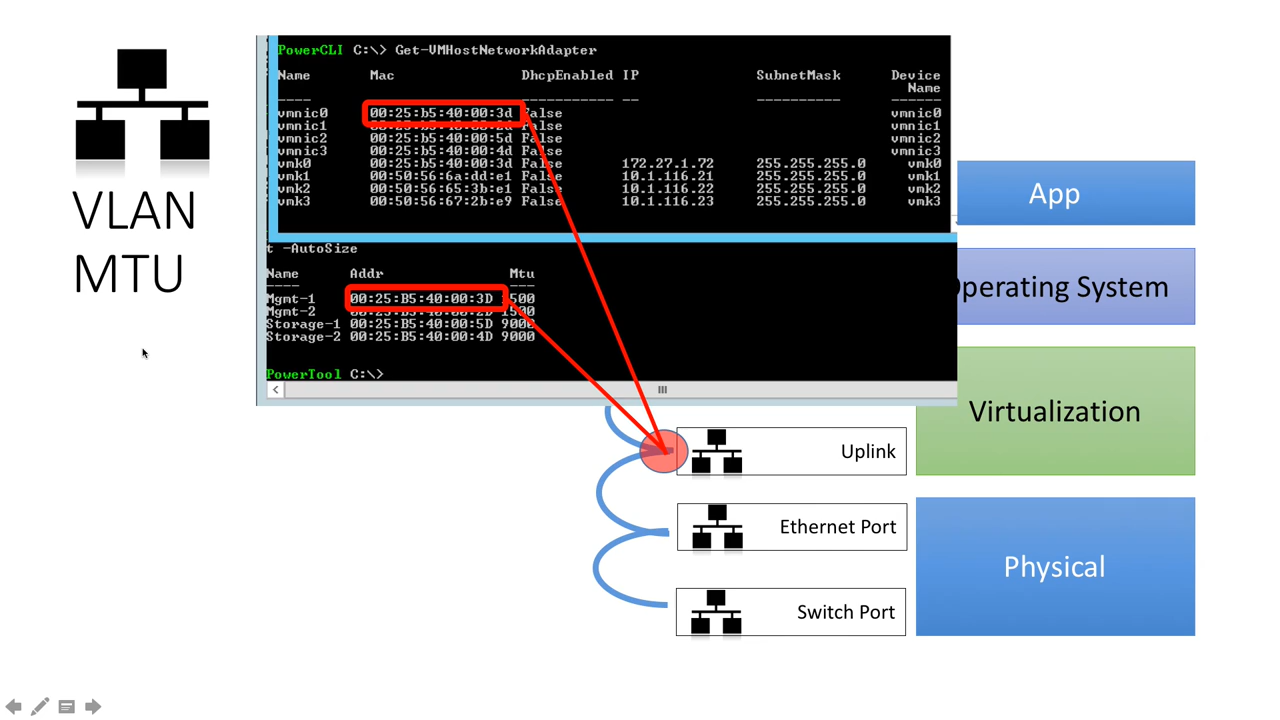 VLAN
MTU
PowerCLI C:\> Get-VMHostNetworkAdapter
Name Mac DhcpEnabled IP SubnetMask Device
Name
---- ----------- -- ---------- ------
vmnic0 00:25:b5:40:00:3d False vmnic0
vmnic1 False vmnic1
vmnic2 00:25:b5:40:00:5d False vmnic2
vmnic3 00:25:b5:40:00:4d False vmnic3
vmk0 00:25:b5:40:00:3d False 172.27.1.72 255.255.255.0 vmk0
vmk1 00:50:56:6a:dd:e1 False 10.1.116.21 255.255.255.0 vmk1
vmk2 00:50:56:65:3b:e1 False 10.1.116.22 255.255.255.0 vmk2
vmk3 00:50:56:67:2b:e9 False 10.1.116.23 255.255.255.0 vmk3
t -AutoSize
Name Addr Mtu
---- ---
Mgmt-1 00:25:B5:40:00:3D 1500
Mgmt-2 00:25:B5:40:00:2D 1500
Storage-1 00:25:B5:40:00:5D 9000
Storage-2 00:25:B5:40:00:4D 9000
PowerTool C:\>
App
Operating System
Virtualization
Uplink
Ethernet Port
Physical
Switch Port